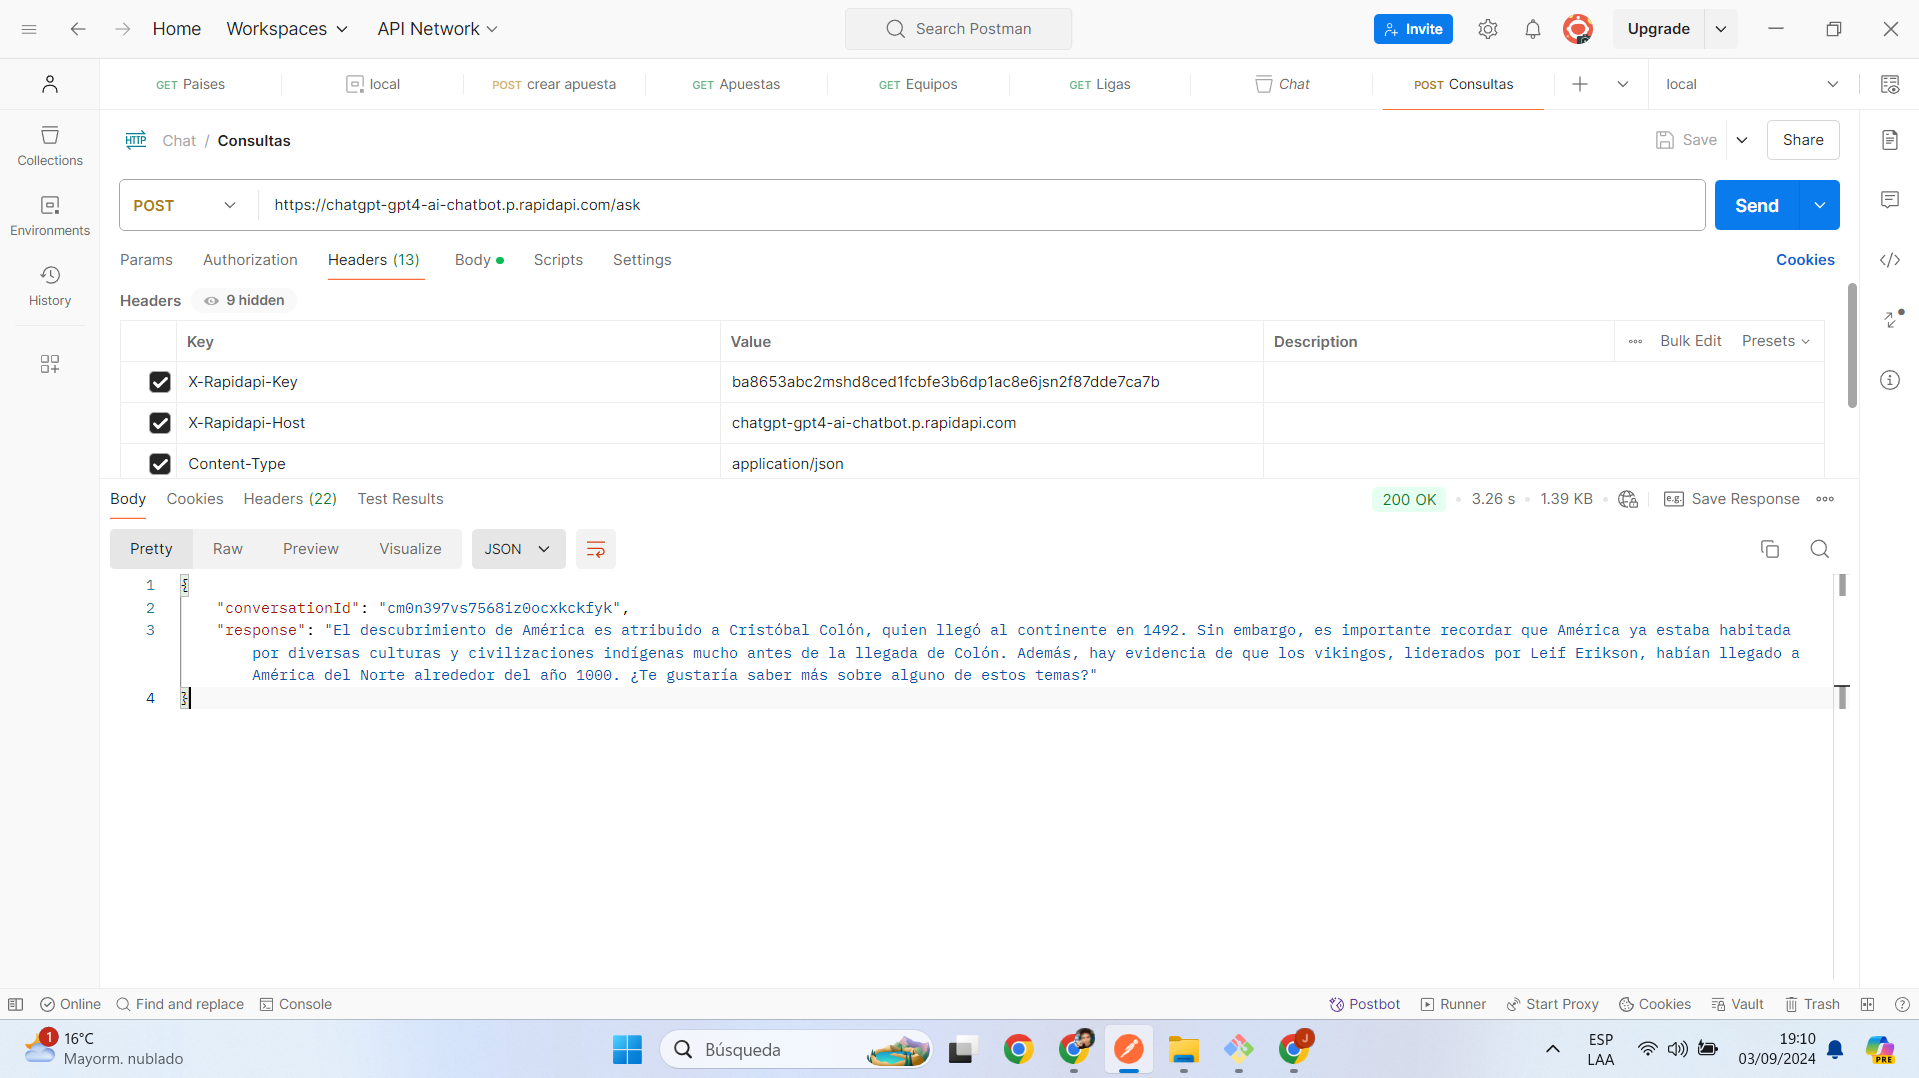 Home Workspaces API Network Search Postman Invite Upgrade
GET Paises local POST crear apuesta GET Apuestas GET Equipos GET Ligas Chat POST Consultas local
HTTP Chat / Consultas Save Share
Collections
POST https://chatgpt-gpt4-ai-chatbot.p.rapidapi.com/ask Send
Environments
Params Authorization Headers (13) Body Scripts Settings Cookies
History
Headers 9 hidden
Key Value Description Bulk Edit Presets
X-Rapidapi-Key ba8653abc2mshd8ced1fcbfe3b6dp1ac8e6jsn2f87dde7ca7b
X-Rapidapi-Host chatgpt-gpt4-ai-chatbot.p.rapidapi.com
Content-Type application/json
Body Cookies Headers (22) Test Results 200 OK 3.26 s 1.39 KB e.g. Save Response
Pretty Raw Preview Visualize JSON
1 {
2 "conversationId": "cm0n397vs7568iz0ocxkckfyk",
3 "response": "El descubrimiento de América es atribuido a Cristóbal Colón, quien llegó al continente en 1492. Sin embargo, es importante recordar que América ya estaba habitada
por diversas culturas y civilizaciones indígenas mucho antes de la llegada de Colón. Además, hay evidencia de que los vikingos, liderados por Leif Erikson, habían llegado a
América del Norte alrededor del año 1000. ¿Te gustaría saber más sobre alguno de estos temas?"
4 }
Online Find and replace Console Postbot Runner Start Proxy Cookies Vault Trash
1 16°C
Mayorm. nublado
Búsqueda
J
ESP
LAA
19:10
03/09/2024
PRE